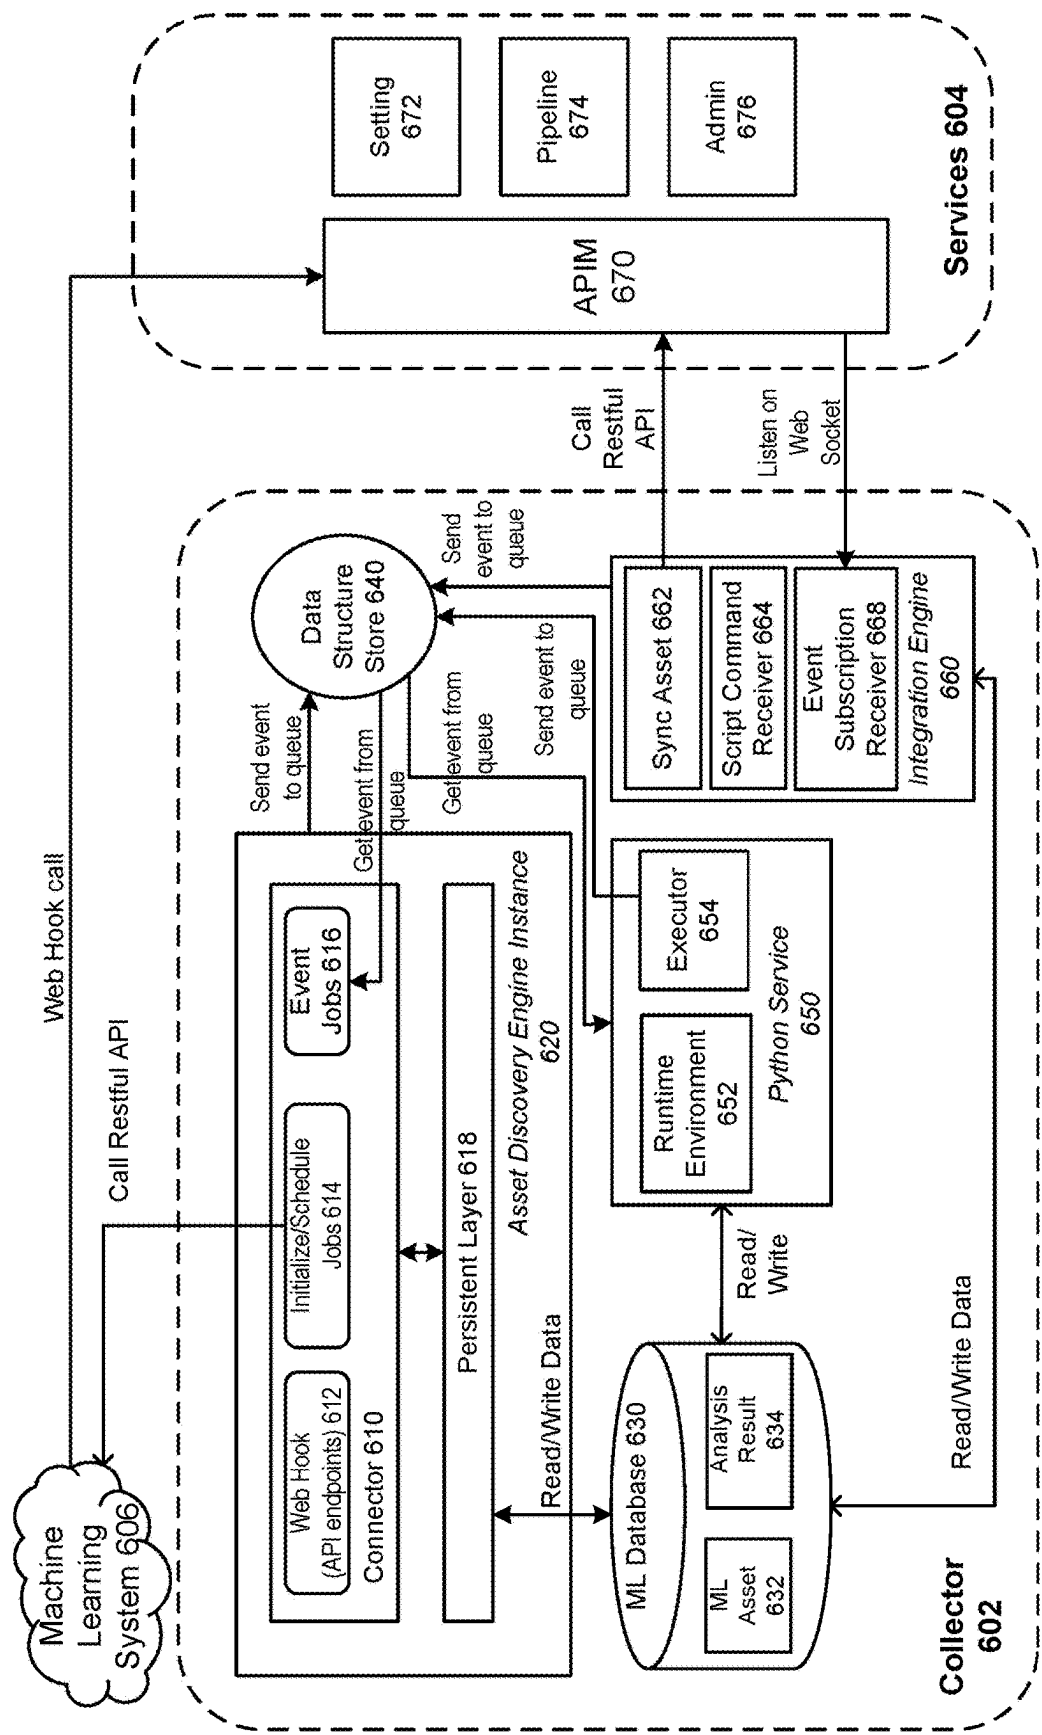 Machine
Learning
System 606
Web Hook call
Call Restful API
Web Hook
(API endpoints) 612
Initialize/Schedule
Jobs 614
Event
Jobs 616
Connector 610
Persistent Layer 618
Asset Discovery Engine Instance
620
Send event
to queue
Get event from
queue
Get event from
queue
Data
Structure
Store 640
Send
event to
queue
Send event to
queue
Read/Write Data
ML Database 630
ML
Asset
632
Analysis
Result
634
Read/
Write
Runtime
Environment
652
Executor
654
Python Service
650
Sync Asset 662
Script Command
Receiver 664
Event
Subscription
Receiver 668
Integration Engine
660
Read/Write Data
Collector
602
Call
Restful
API
Listen on
Web
Socket
APIM
670
Setting
672
Pipeline
674
Admin
676
Services 604